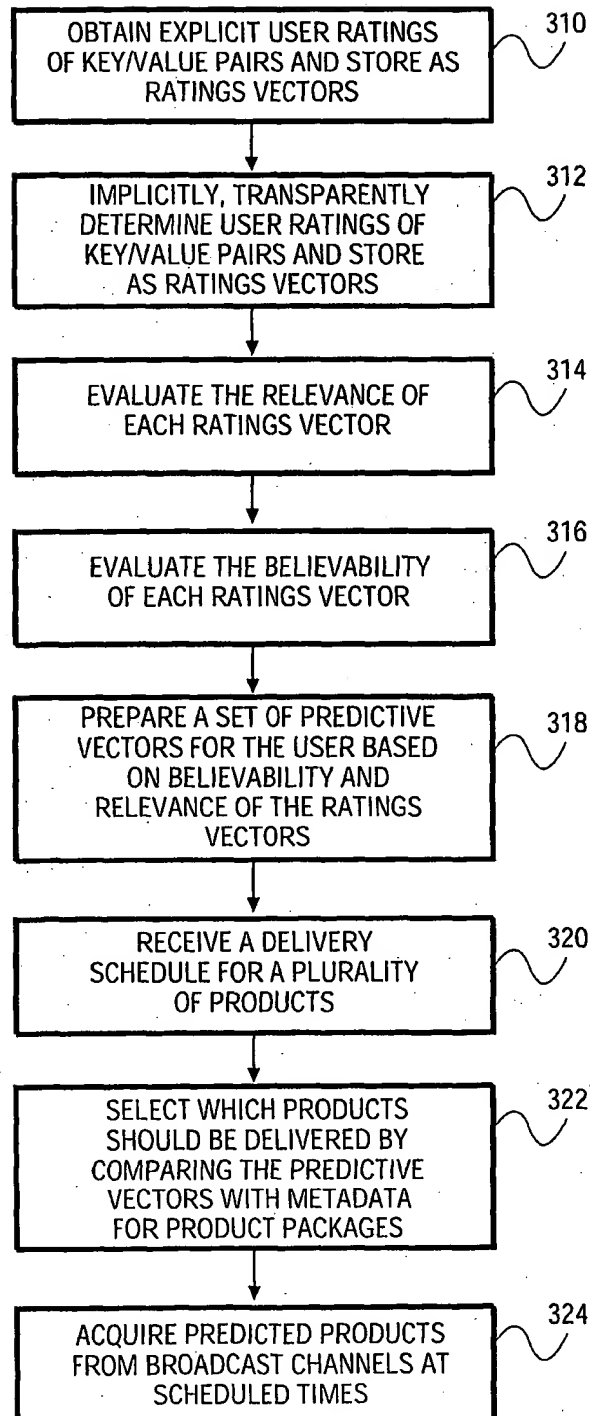 OBTAIN EXPLICIT USER RATINGS
OF KEY/VALUE PAIRS AND STORE AS
RATINGS VECTORS
310
IMPLICITLY, TRANSPARENTLY
DETERMINE USER RATINGS OF
KEY/VALUE PAIRS AND STORE
AS RATINGS VECTORS
312
EVALUATE THE RELEVANCE OF
EACH RATINGS VECTOR
314
EVALUATE THE BELIEVABILITY
OF EACH RATINGS VECTOR
316
PREPARE A SET OF PREDICTIVE
VECTORS FOR THE USER BASED
ON BELIEVABILITY AND
RELEVANCE OF THE RATINGS
VECTORS
318
RECEIVE A DELIVERY
SCHEDULE FOR A PLURALITY
OF PRODUCTS
320
SELECT WHICH PRODUCTS
SHOULD BE DELIVERED BY
COMPARING THE PREDICTIVE
VECTORS WITH METADATA
FOR PRODUCT PACKAGES
322
ACQUIRE PREDICTED PRODUCTS
FROM BROADCAST CHANNELS AT
SCHEDULED TIMES
324